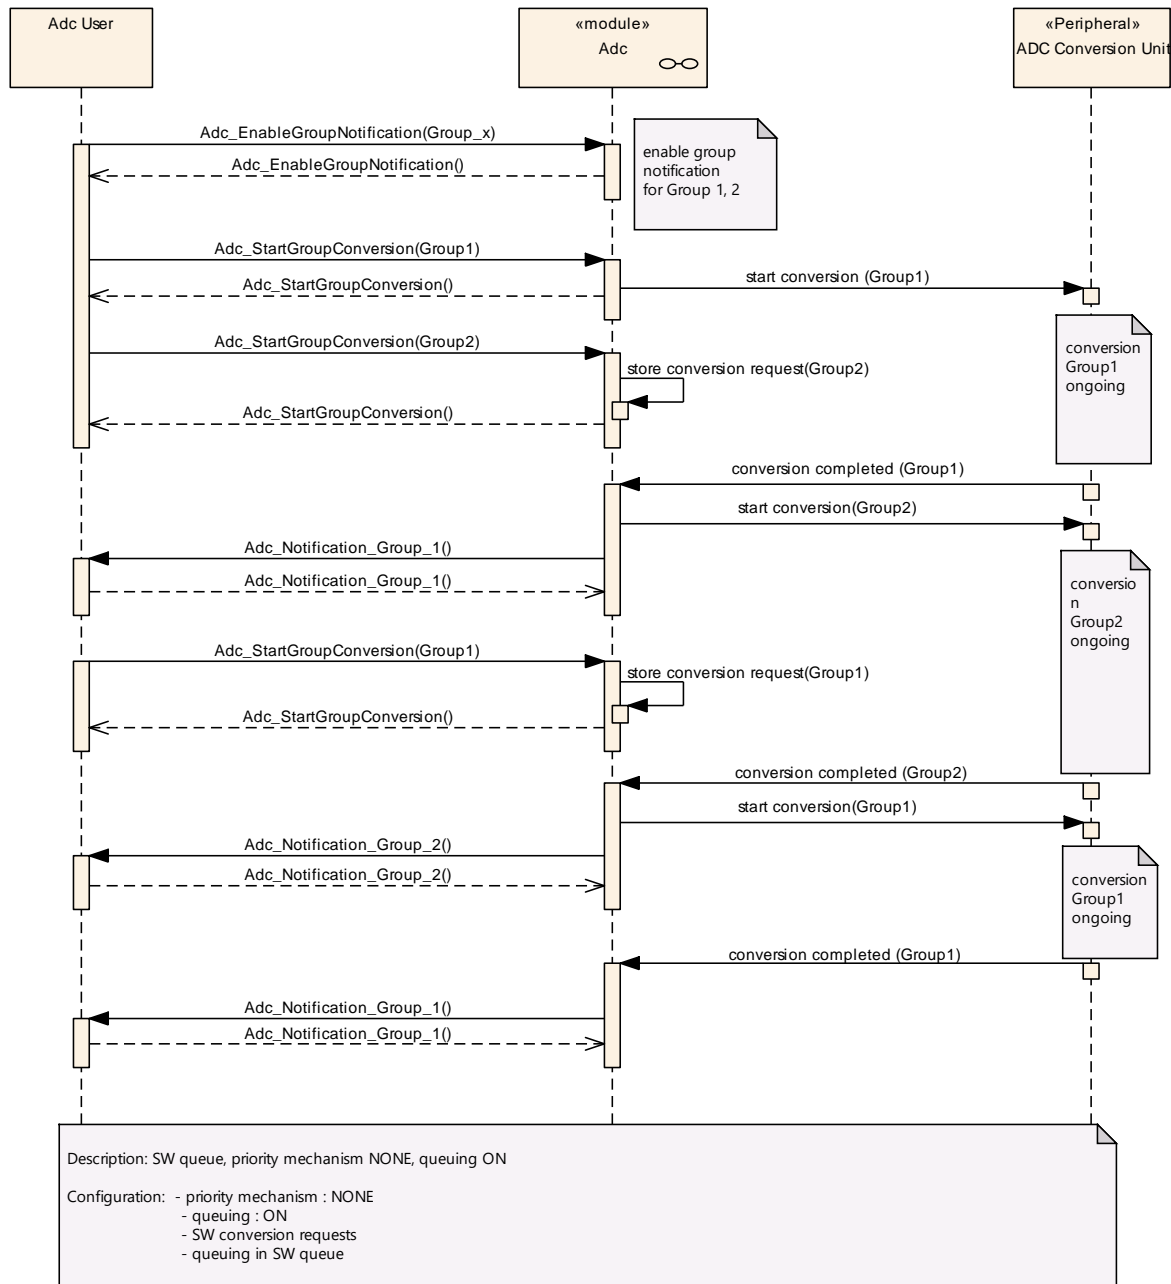 Adc User
«module»
Adc
«Peripheral»
ADC Conversion Unit
Adc_EnableGroupNotification(Group_x)
Adc_EnableGroupNotification()
enable group
notification
for Group 1, 2
Adc_StartGroupConversion(Group1)
start conversion (Group1)
Adc_StartGroupConversion()
conversion
Group1
ongoing
Adc_StartGroupConversion(Group2)
store conversion request(Group2)
Adc_StartGroupConversion()
conversion completed (Group1)
start conversion(Group2)
Adc_Notification_Group_1()
Adc_Notification_Group_1()
conversio
n
Group2
ongoing
Adc_StartGroupConversion(Group1)
store conversion request(Group1)
Adc_StartGroupConversion()
conversion completed (Group2)
start conversion(Group1)
Adc_Notification_Group_2()
Adc_Notification_Group_2()
conversion
Group1
ongoing
conversion completed (Group1)
Adc_Notification_Group_1()
Adc_Notification_Group_1()
Description: SW queue, priority mechanism NONE, queuing ON
Configuration: - priority mechanism : NONE
- queuing : ON
- SW conversion requests
- queuing in SW queue